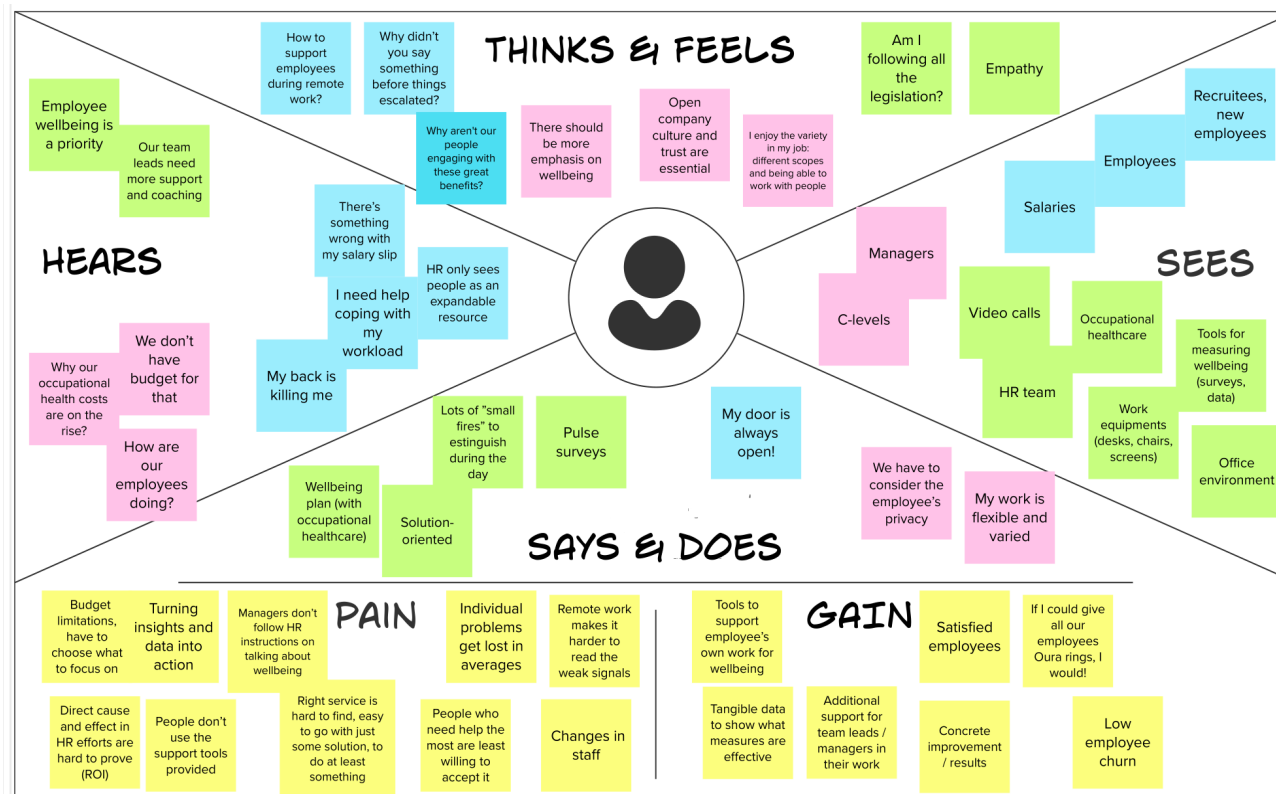 THINKS & FEELS
How to
support
employees
during remote
work?
Why didn't
you say
something
before things
escalated?
Why aren't our
people
engaging with
these great
benefits?
There should
be more
emphasis on
wellbeing
Open
company
culture and
trust are
essential
I enjoy the variety
in my job:
different scopes
and being able to
work with people
Am I
following all
the
legislation?
Empathy
HEARS
Employee
wellbeing is
a priority
Our team
leads need
more support
and coaching
There's
something
wrong with
my salary slip
HR only sees
people as an
expandable
resource
I need help
coping with
my
workload
My back is
killing me
We don't
have
budget for
that
Why our
occupational
health costs
are on the
rise?
How are
our
employees
doing?
SEES
Recruitees,
new
employees
Employees
Salaries
Managers
C-levels
Video calls
Occupational
healthcare
HR team
Tools for
measuring
wellbeing
(surveys,
data)
Work
equipments
(desks, chairs,
screens)
Office
environment
SAYS & DOES
Lots of "small
fires" to
estinguish
during the
day
Pulse
surveys
Wellbeing
plan (with
occupational
healthcare)
Solution-
oriented
My door is
always
open!
We have to
consider the
employee's
privacy
My work is
flexible and
varied
PAIN
Budget
limitations,
have to
choose what
to focus on
Turning
insights and
data into
action
Managers don't
follow HR
instructions on
talking about
wellbeing
Individual
problems
get lost in
averages
Remote work
makes it
harder to
read the
weak signals
Direct cause
and effect in
HR efforts are
hard to prove
(ROI)
People don't
use the
support tools
provided
Right service is
hard to find, easy
to go with just
some solution, to
do at least
something
People who
need help the
most are least
willing to
accept it
Changes in
staff
GAIN
Tools to
support
employee's
own work for
wellbeing
Satisfied
employees
If I could give
all our
employees
Oura rings, I
would!
Tangible data
to show what
measures are
effective
Additional
support for
team leads /
managers in
their work
Concrete
improvement
/ results
Low
employee
churn